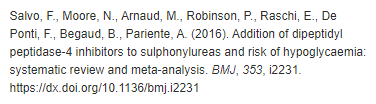 Salvo, F., Moore, N., Arnaud, M., Robinson, P., Raschi, E., De
Ponti, F., Begaud, B., Pariente, A. (2016). Addition of dipeptidyl
peptidase-4 inhibitors to sulphonylureas and risk of hypoglycaemia:
systematic review and meta-analysis. BMJ, 353, i2231.
https://dx.doi.org/10.1136/bmj.i2231